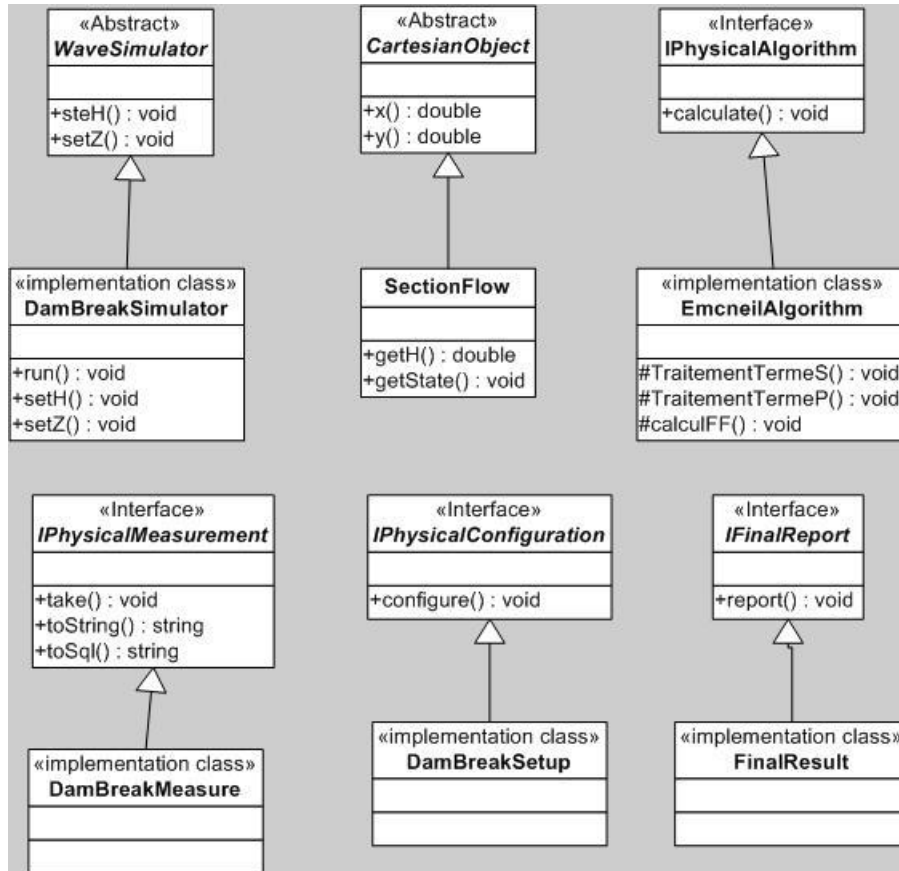 «Abstract»
WaveSimulator
+steH() : void
+setZ() : void
«Abstract»
CartesianObject
+x() : double
+y() : double
«Interface»
IPhysicalAlgorithm
+calculate() : void
«implementation class»
DamBreakSimulator
+run() : void
+setH() : void
+setZ() : void
SectionFlow
+getH() : double
+getState() : void
«implementation class»
EmcneilAlgorithm
#TraitementTermeS() : void
#TraitementTermeP() : void
#calculFF() : void
«Interface»
IPhysicalMeasurement
+take() : void
+toString() : string
+toSql() : string
«Interface»
IPhysicalConfiguration
+configure() : void
«Interface»
IFinalReport
+report() : void
«implementation class»
DamBreakMeasure
«implementation class»
DamBreakSetup
«implementation class»
FinalResult